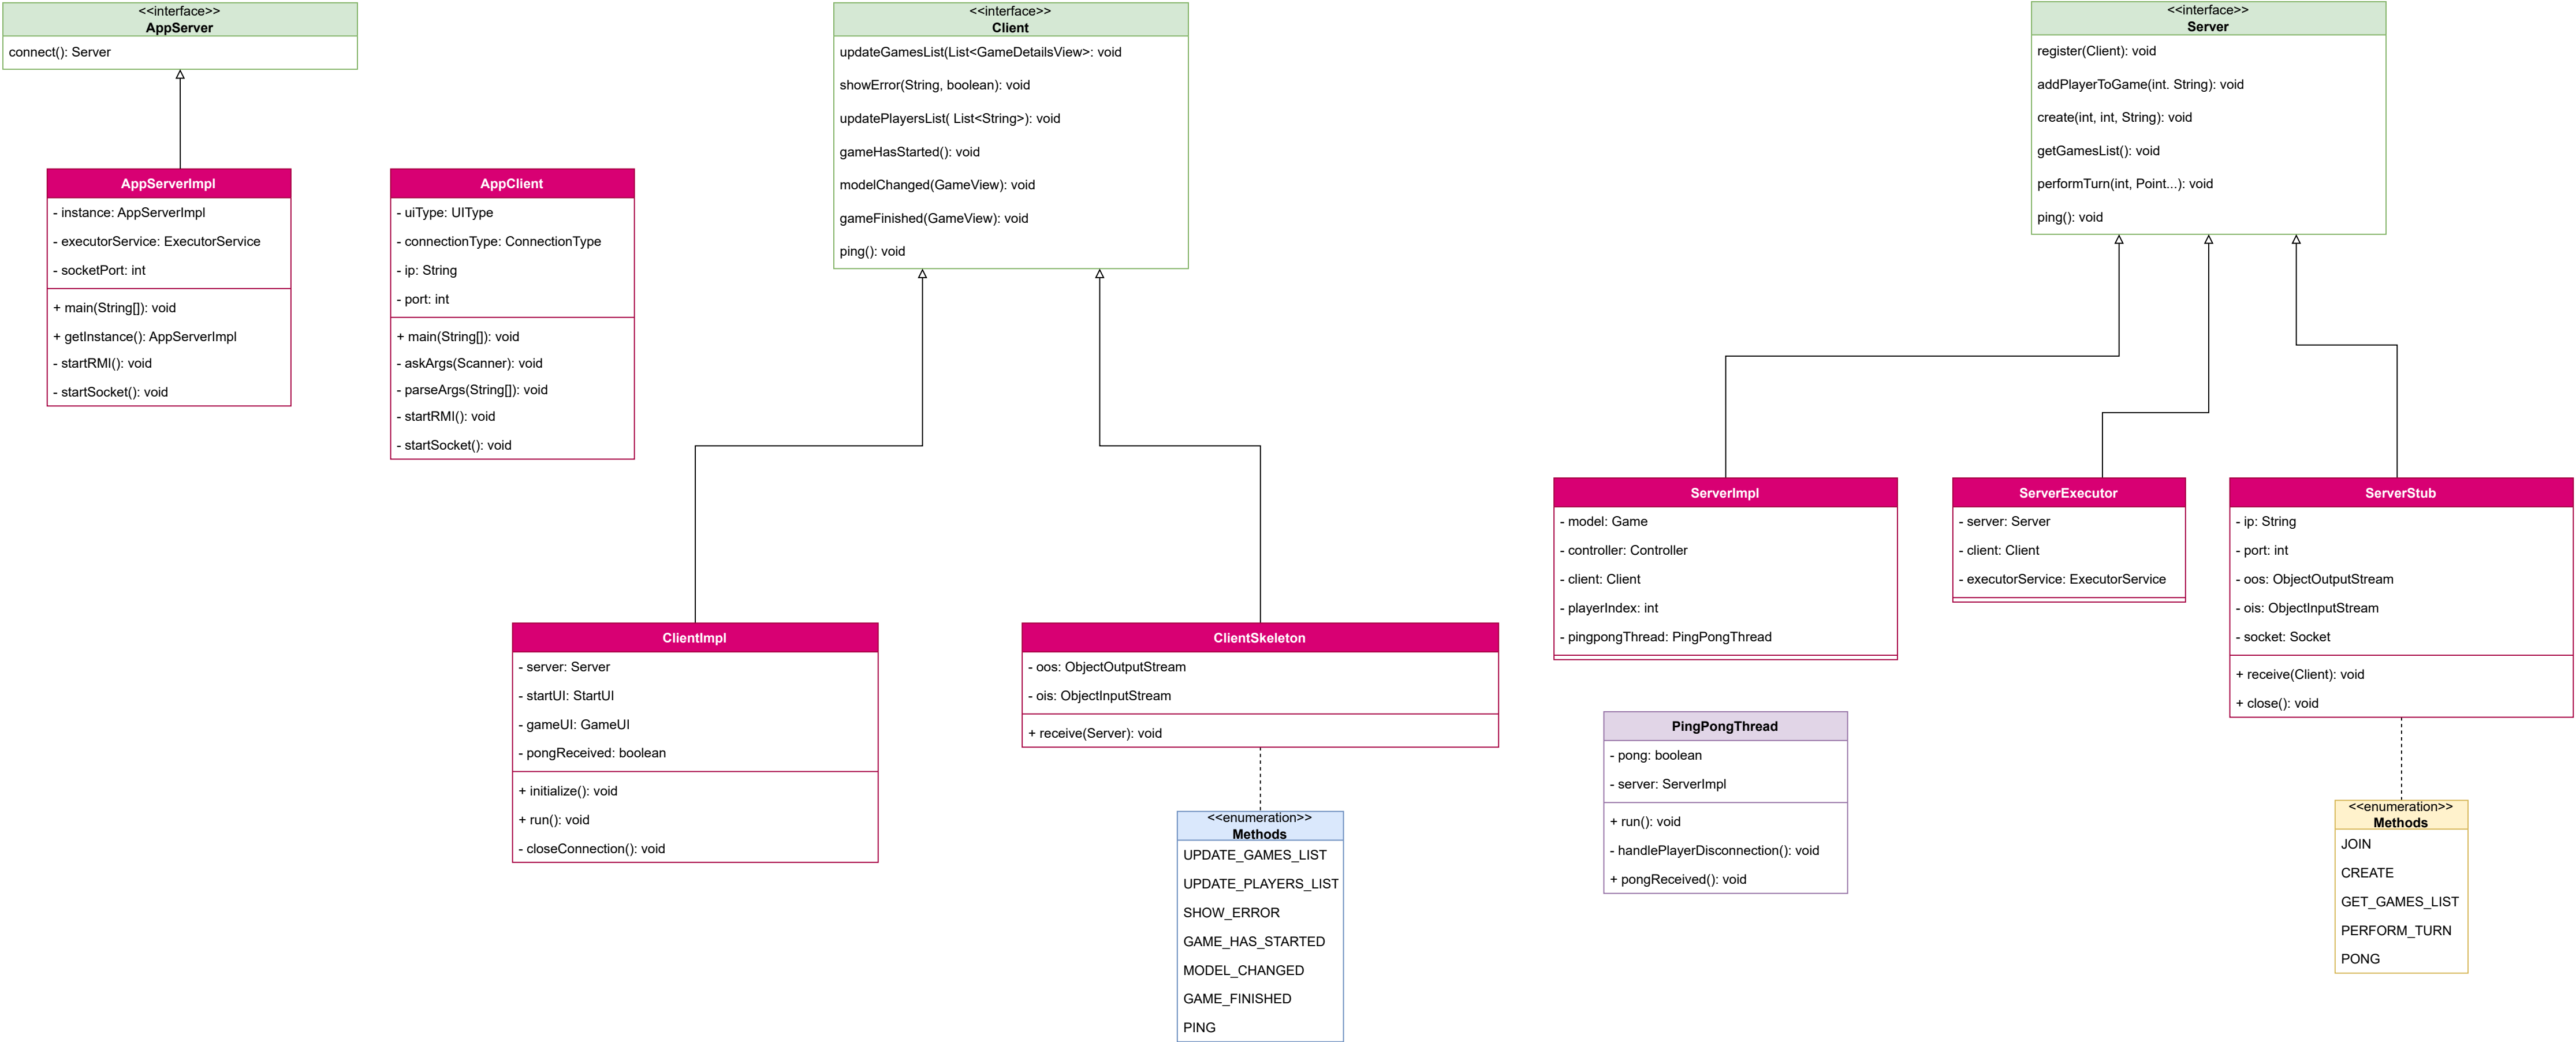 <<interface>>
AppServer
connect(): Server
AppServerImpl
- instance: AppServerImpl
- executorService: ExecutorService
- socketPort: int
+ main(String[]): void
+ getInstance(): AppServerImpl
- startRMI(): void
- startSocket(): void
AppClient
- uiType: UIType
- connectionType: ConnectionType
- ip: String
- port: int
+ main(String[]): void
- askArgs(Scanner): void
- parseArgs(String[]): void
- startRMI(): void
- startSocket(): void
<<interface>>
Client
updateGamesList(List<GameDetailsView>: void
showError(String, boolean): void
updatePlayersList( List<String>): void
gameHasStarted(): void
modelChanged(GameView): void
gameFinished(GameView): void
ping(): void
ClientImpl
- server: Server
- startUI: StartUI
- gameUI: GameUI
- pongReceived: boolean
+ initialize(): void
+ run(): void
- closeConnection(): void
ClientSkeleton
- oos: ObjectOutputStream
- ois: ObjectInputStream
+ receive(Server): void
<<enumeration>>
Methods
UPDATE_GAMES_LIST
UPDATE_PLAYERS_LIST
SHOW_ERROR
GAME_HAS_STARTED
MODEL_CHANGED
GAME_FINISHED
PING
<<interface>>
Server
register(Client): void
addPlayerToGame(int. String): void
create(int, int, String): void
getGamesList(): void
performTurn(int, Point...): void
ping(): void
ServerImpl
- model: Game
- controller: Controller
- client: Client
- playerIndex: int
- pingpongThread: PingPongThread
PingPongThread
- pong: boolean
- server: ServerImpl
+ run(): void
- handlePlayerDisconnection(): void
+ pongReceived(): void
ServerExecutor
- server: Server
- client: Client
- executorService: ExecutorService
ServerStub
- ip: String
- port: int
- oos: ObjectOutputStream
- ois: ObjectInputStream
- socket: Socket
+ receive(Client): void
+ close(): void
<<enumeration>>
Methods
JOIN
CREATE
GET_GAMES_LIST
PERFORM_TURN
PONG